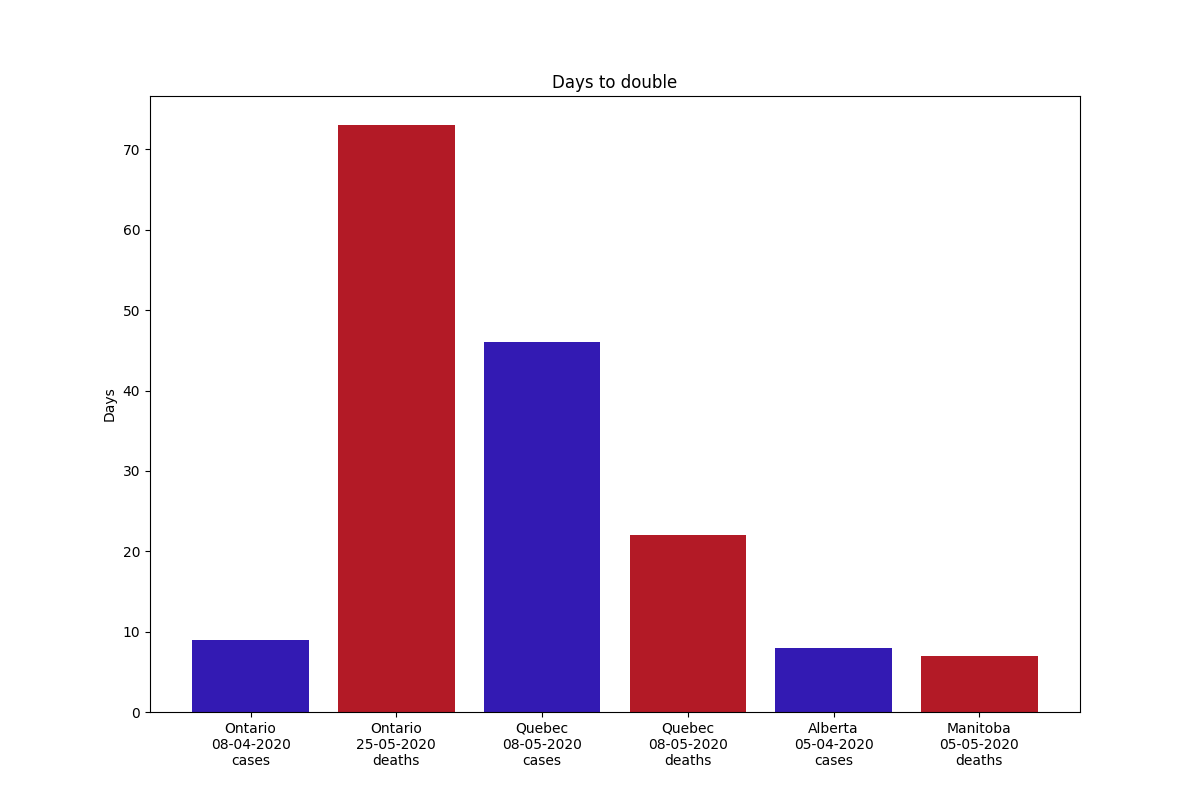 Days to double
Days
70
60
50
40
30
20
10
0
Ontario
08-04-2020
cases
Ontario
25-05-2020
deaths
Quebec
08-05-2020
cases
Quebec
08-05-2020
deaths
Alberta
05-04-2020
cases
Manitoba
05-05-2020
deaths